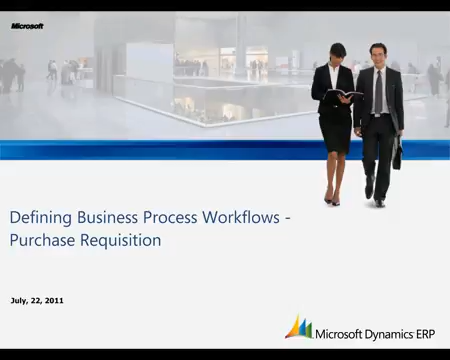 Microsoft
Defining Business Process Workflows -
Purchase Requisition
July, 22, 2011
Microsoft Dynamics ERP